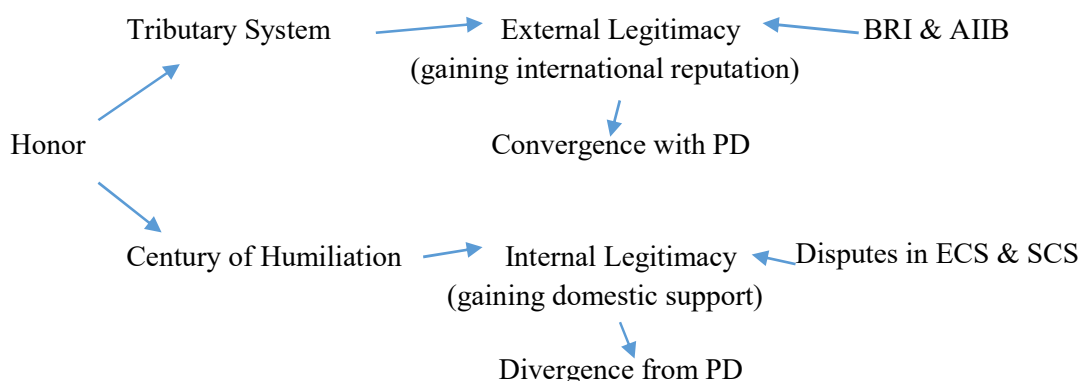 Tributary System External Legitimacy BRI & AIIB
(gaining international reputation)
Honor Convergence with PD
Century of Humiliation Internal Legitimacy Disputes in ECS & SCS
(gaining domestic support)
Divergence from PD